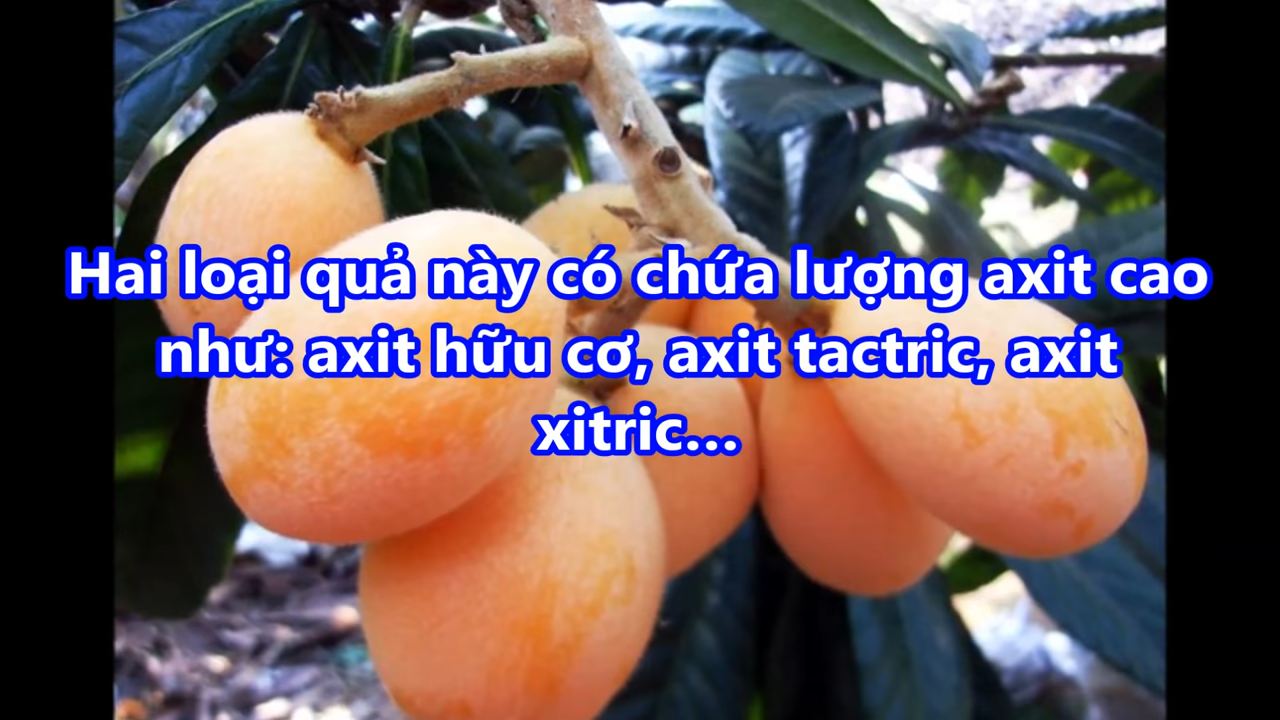 Hai loại quả này có chứa lượng axit cao
như: axit hữu cơ, axit tactric, axit
xitric...